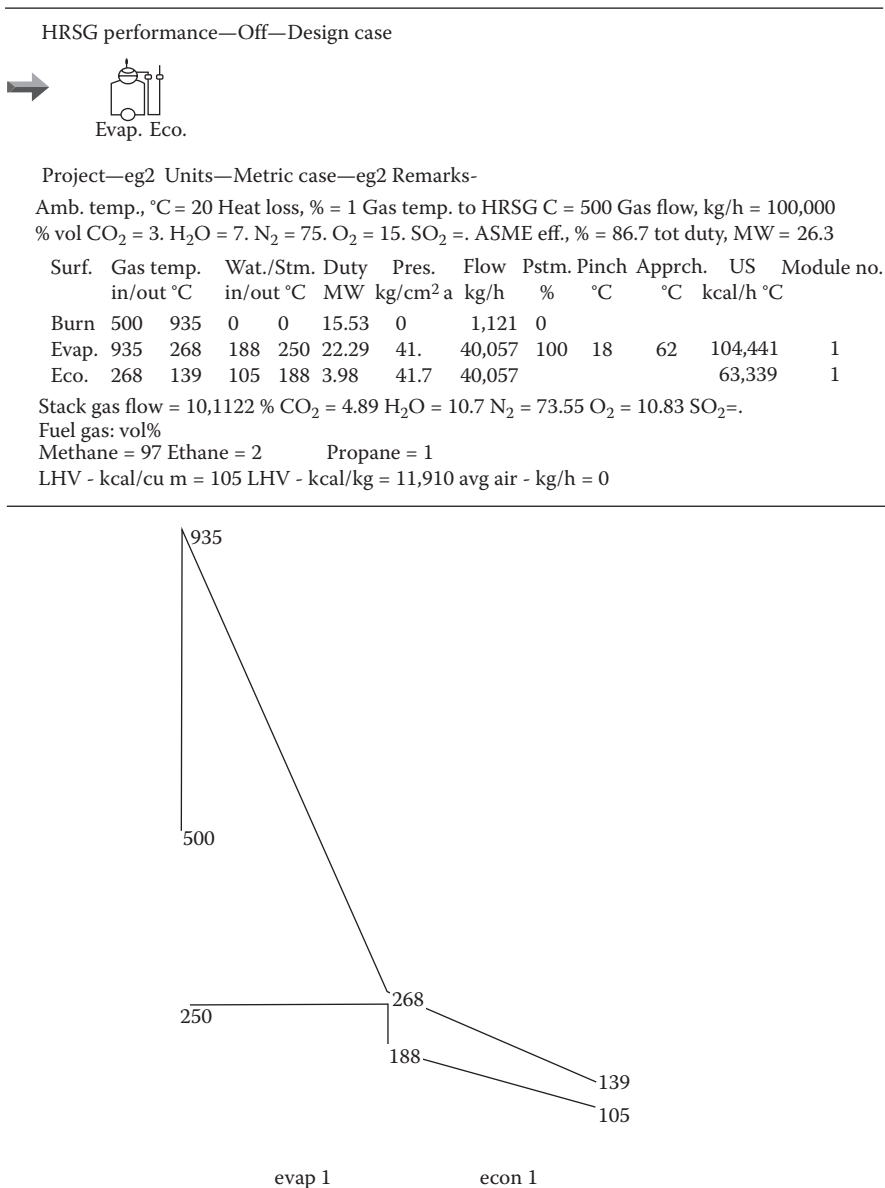 HRSG performance—Off—Design case
Evap. Eco.
Project—eg2 Units—Metric case—eg2 Remarks-
Amb. temp., °C = 20 Heat loss, % = 1 Gas temp. to HRSG C = 500 Gas flow, kg/h = 100,000
% vol CO₂ = 3. H₂O = 7. N₂ = 75. O₂ = 15. SO₂ =. ASME eff., % = 86.7 tot duty, MW = 26.3
Surf. Gas temp. Wat./Stm. Duty Pres. Flow Pstm. Pinch Apprch. US Module no.
in/out °C in/out °C MW kg/cm² a kg/h % °C °C kcal/h °C
Burn 500 935 0 0 15.53 0 1,121 0
Evap. 935 268 188 250 22.29 41. 40,057 100 18 62 104,441 1
Eco. 268 139 105 188 3.98 41.7 40,057 63,339 1
Stack gas flow = 10,1122 % CO₂ = 4.89 H₂O = 10.7 N₂ = 73.55 O₂ = 10.83 SO₂=.
Fuel gas: vol%
Methane = 97 Ethane = 2 Propane = 1
LHV - kcal/cu m = 105 LHV - kcal/kg = 11,910 avg air - kg/h = 0
935
500
268
250
188
139
105
evap 1 econ 1